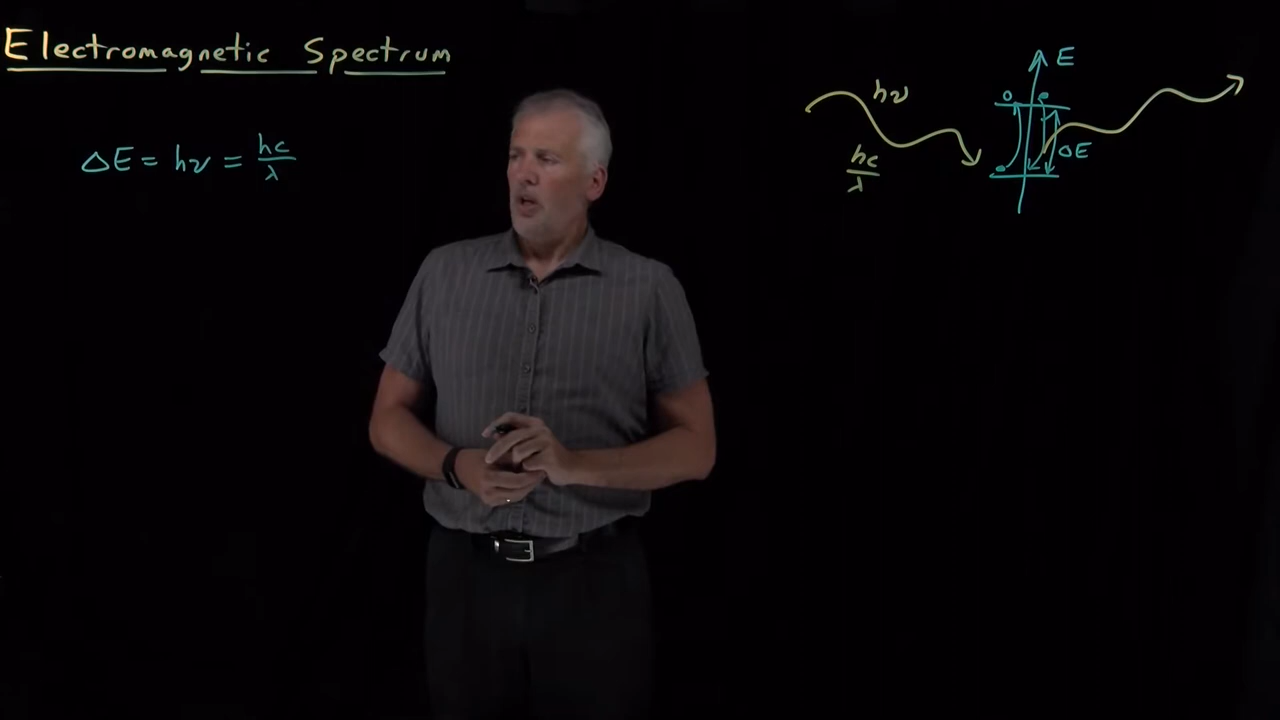 Electromagnetic Spectrum
ΔE = hν = hc/λ
hν
hc/λ
E
ΔE